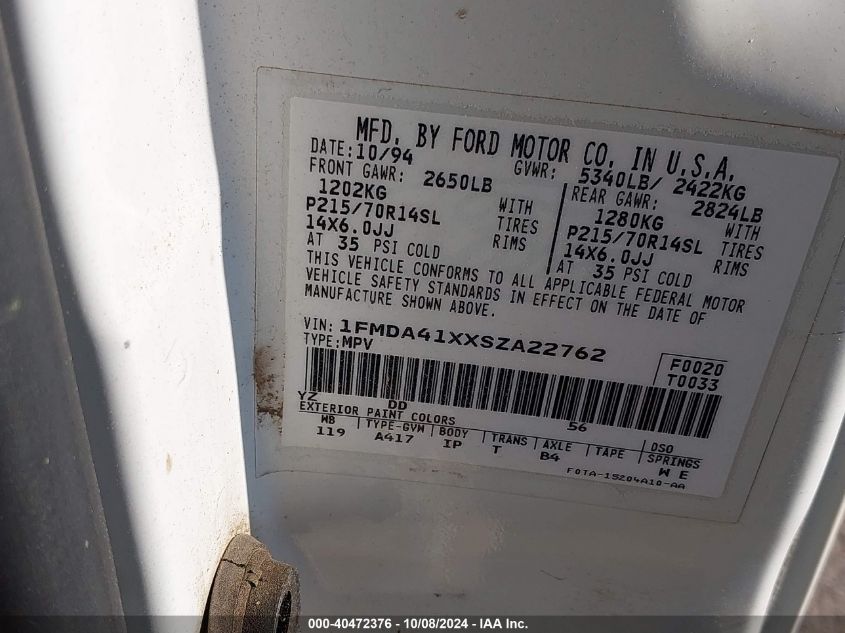 MFD. BY FORD MOTOR CO. IN U.S.A.
DATE: 10/94 GVWR: 5340LB/ 2422KG
FRONT GAWR: 2650LB REAR GAWR: 2824LB
1202KG WITH 1280KG WITH
P215/70R14SL TIRES P215/70R14SL TIRES
14X6.0JJ RIMS 14X6.0JJ RIMS
AT 35 PSI COLD AT 35 PSI COLD
THIS VEHICLE CONFORMS TO ALL APPLICABLE FEDERAL MOTOR
VEHICLE SAFETY STANDARDS IN EFFECT ON THE DATE OF
MANUFACTURE SHOWN ABOVE.
VIN: 1FMDA41XXSZA22762
TYPE: MPV
F0020
T0033
YZ DD 56
EXTERIOR PAINT COLORS DSO
WB TYPE-GVM BODY TRANS AXLE TAPE SPRINGS
119 A417 IP T B4 W E
F0TA-15204A10-AA
000-40472376 - 10/08/2024 - IAA Inc.